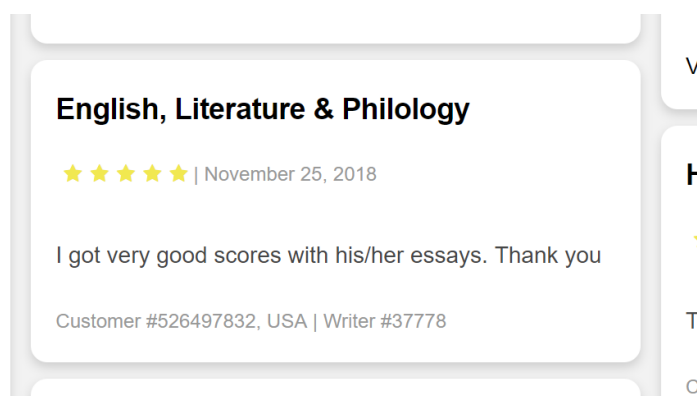 English, Literature & Philology
| November 25, 2018
I got very good scores with his/her essays. Thank you
Customer #526497832, USA | Writer #37778